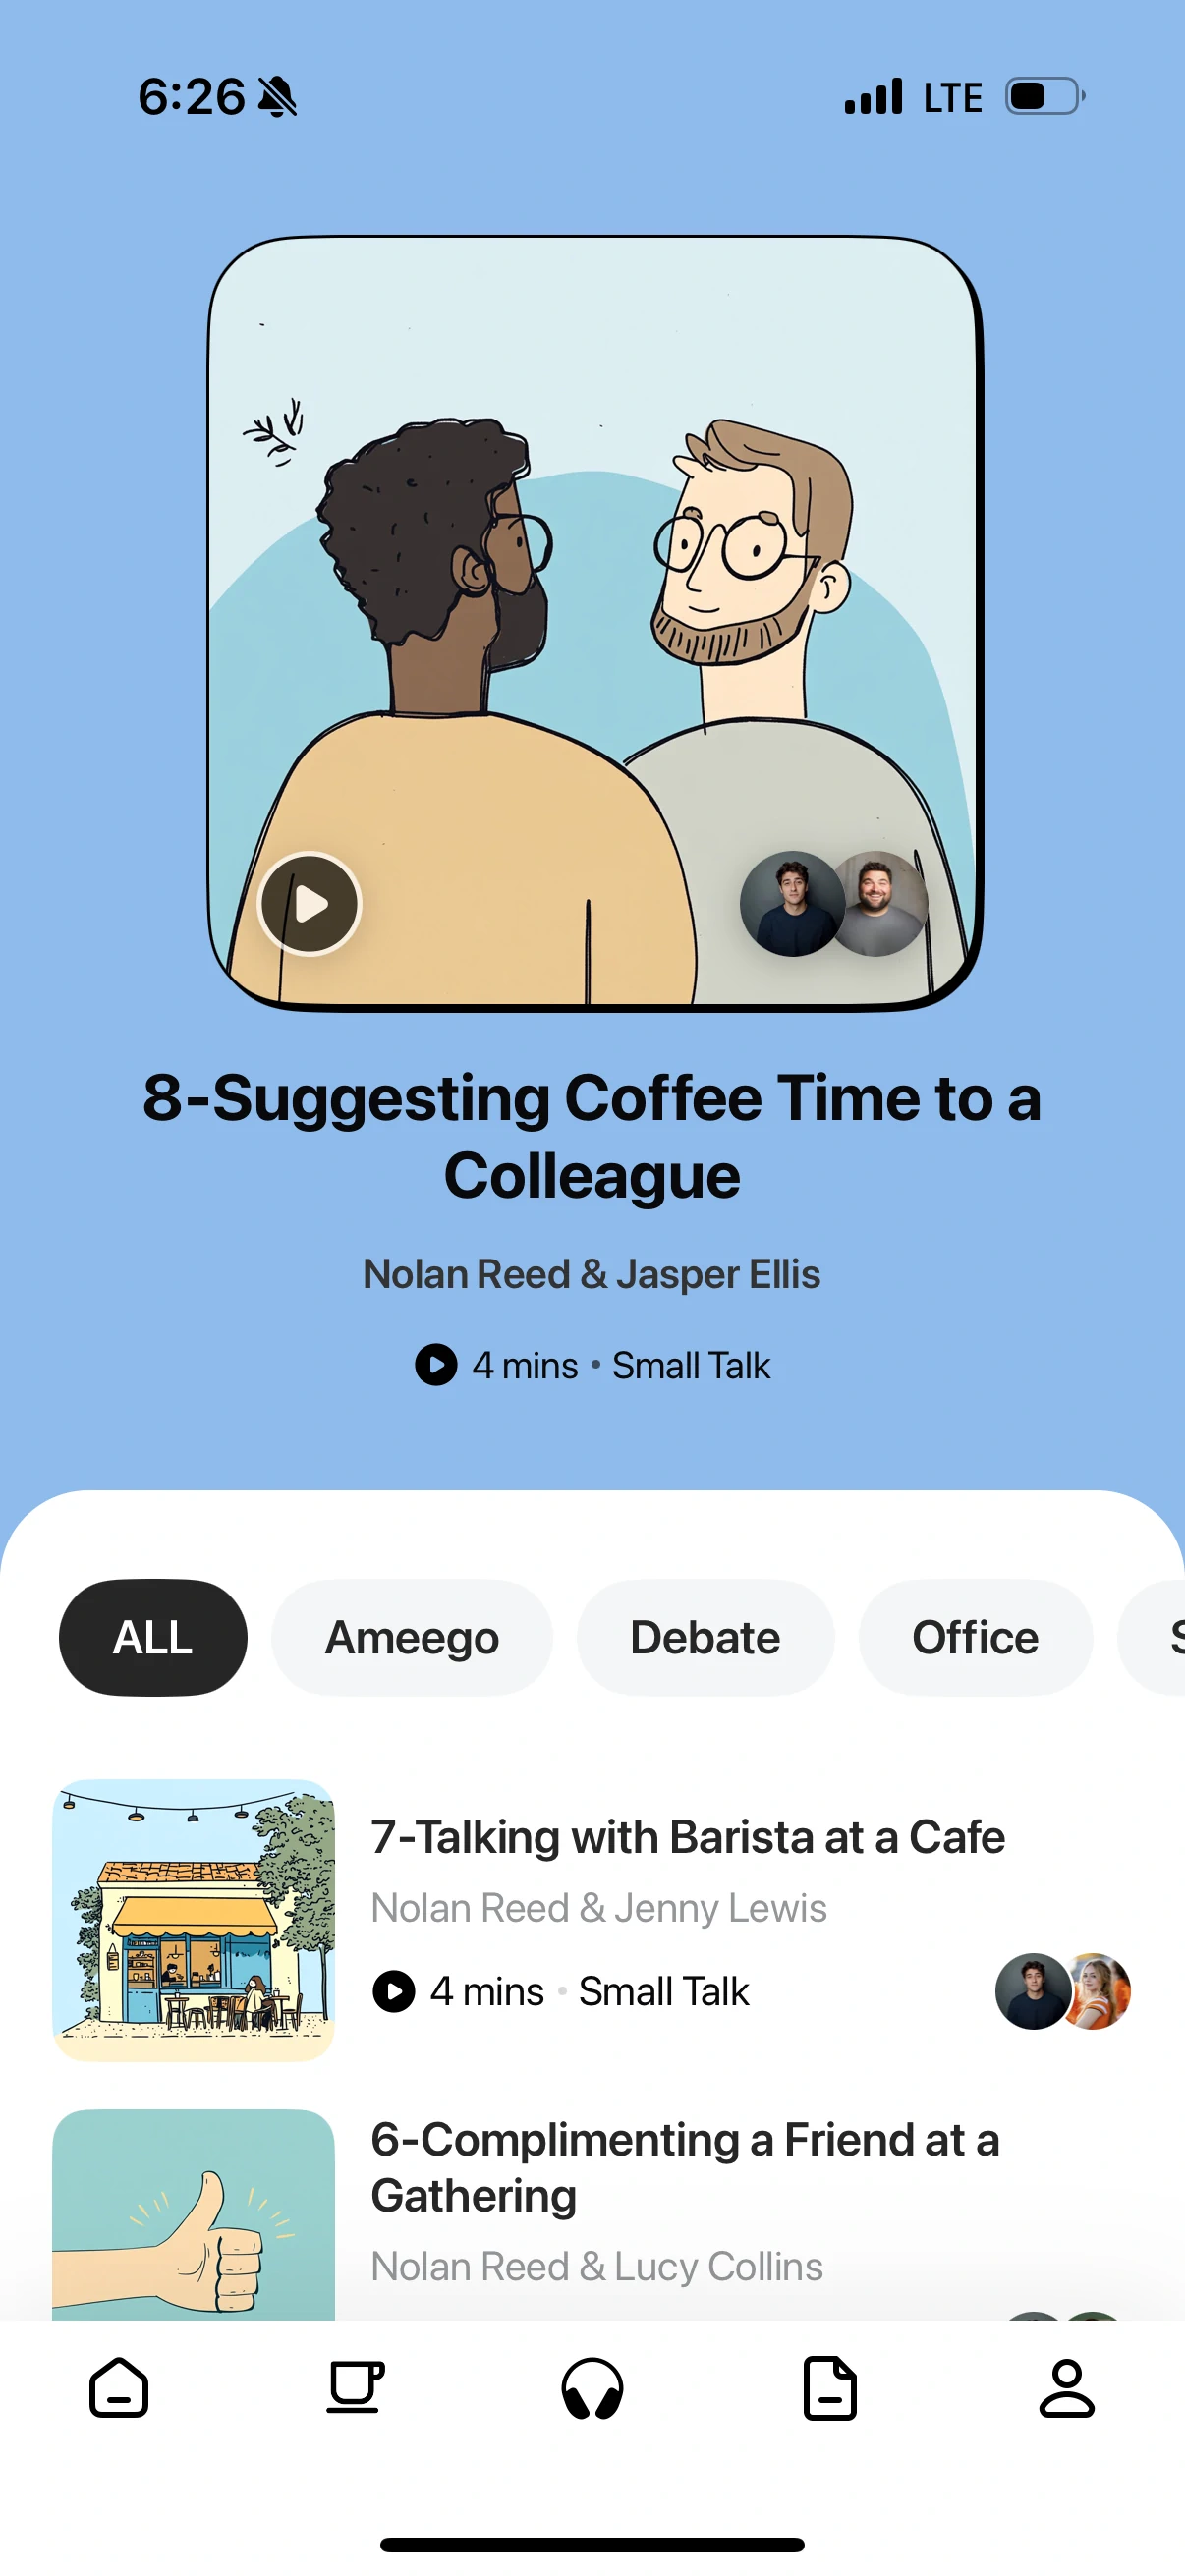 6:26
LTE
8-Suggesting Coffee Time to a
Colleague
Nolan Reed & Jasper Ellis
4 mins • Small Talk
ALL
Ameego
Debate
Office
7-Talking with Barista at a Cafe
Nolan Reed & Jenny Lewis
4 mins • Small Talk
6-Complimenting a Friend at a
Gathering
Nolan Reed & Lucy Collins